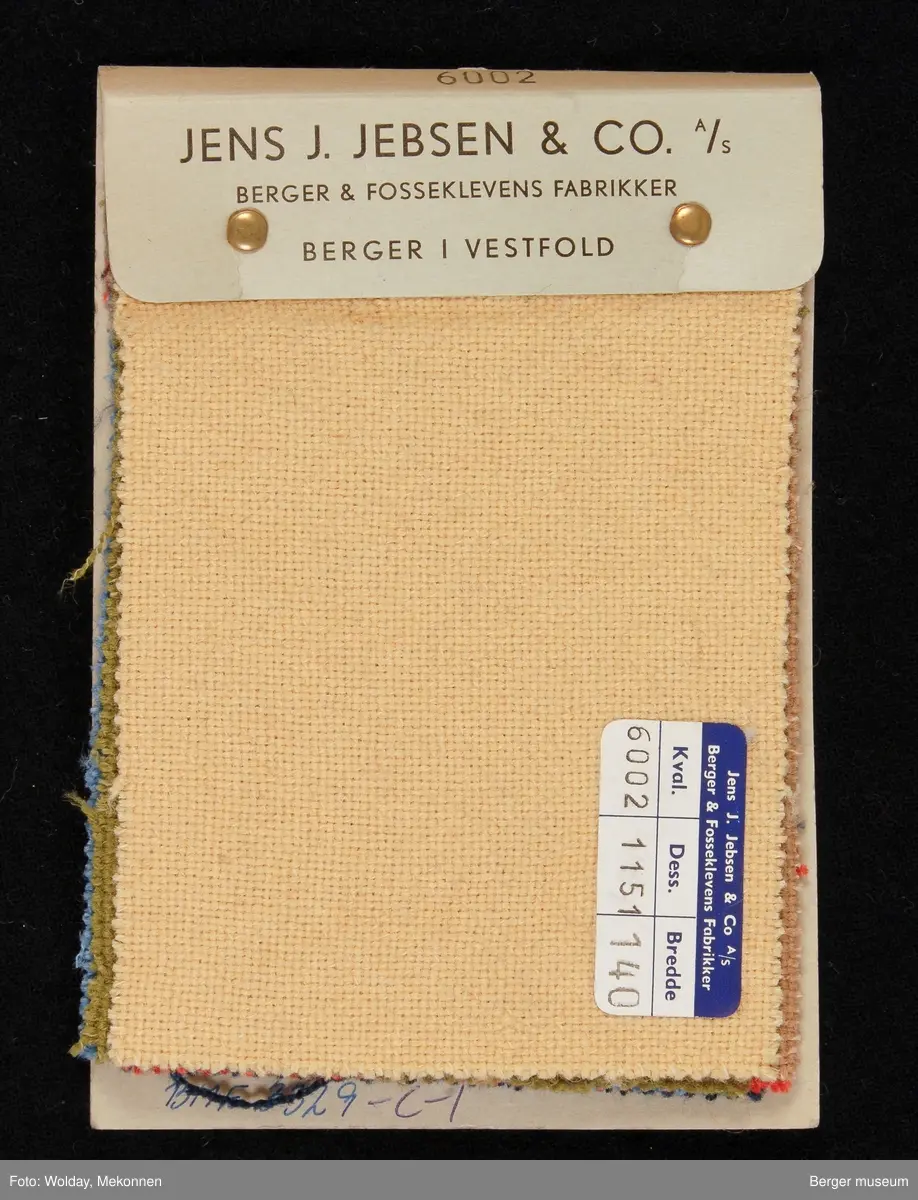 6002
JENS J. JEBSEN & CO. A/S
BERGER & FOSSEKLEVENS FABRIKKER
BERGER I VESTFOLD
Jens J. Jebsen & Co A/s
Berger & Fosseklevens Fabrikker
Kval. Dess. Bredde
6002 1151 140
Foto: Wolday, Mekonnen
Berger museum